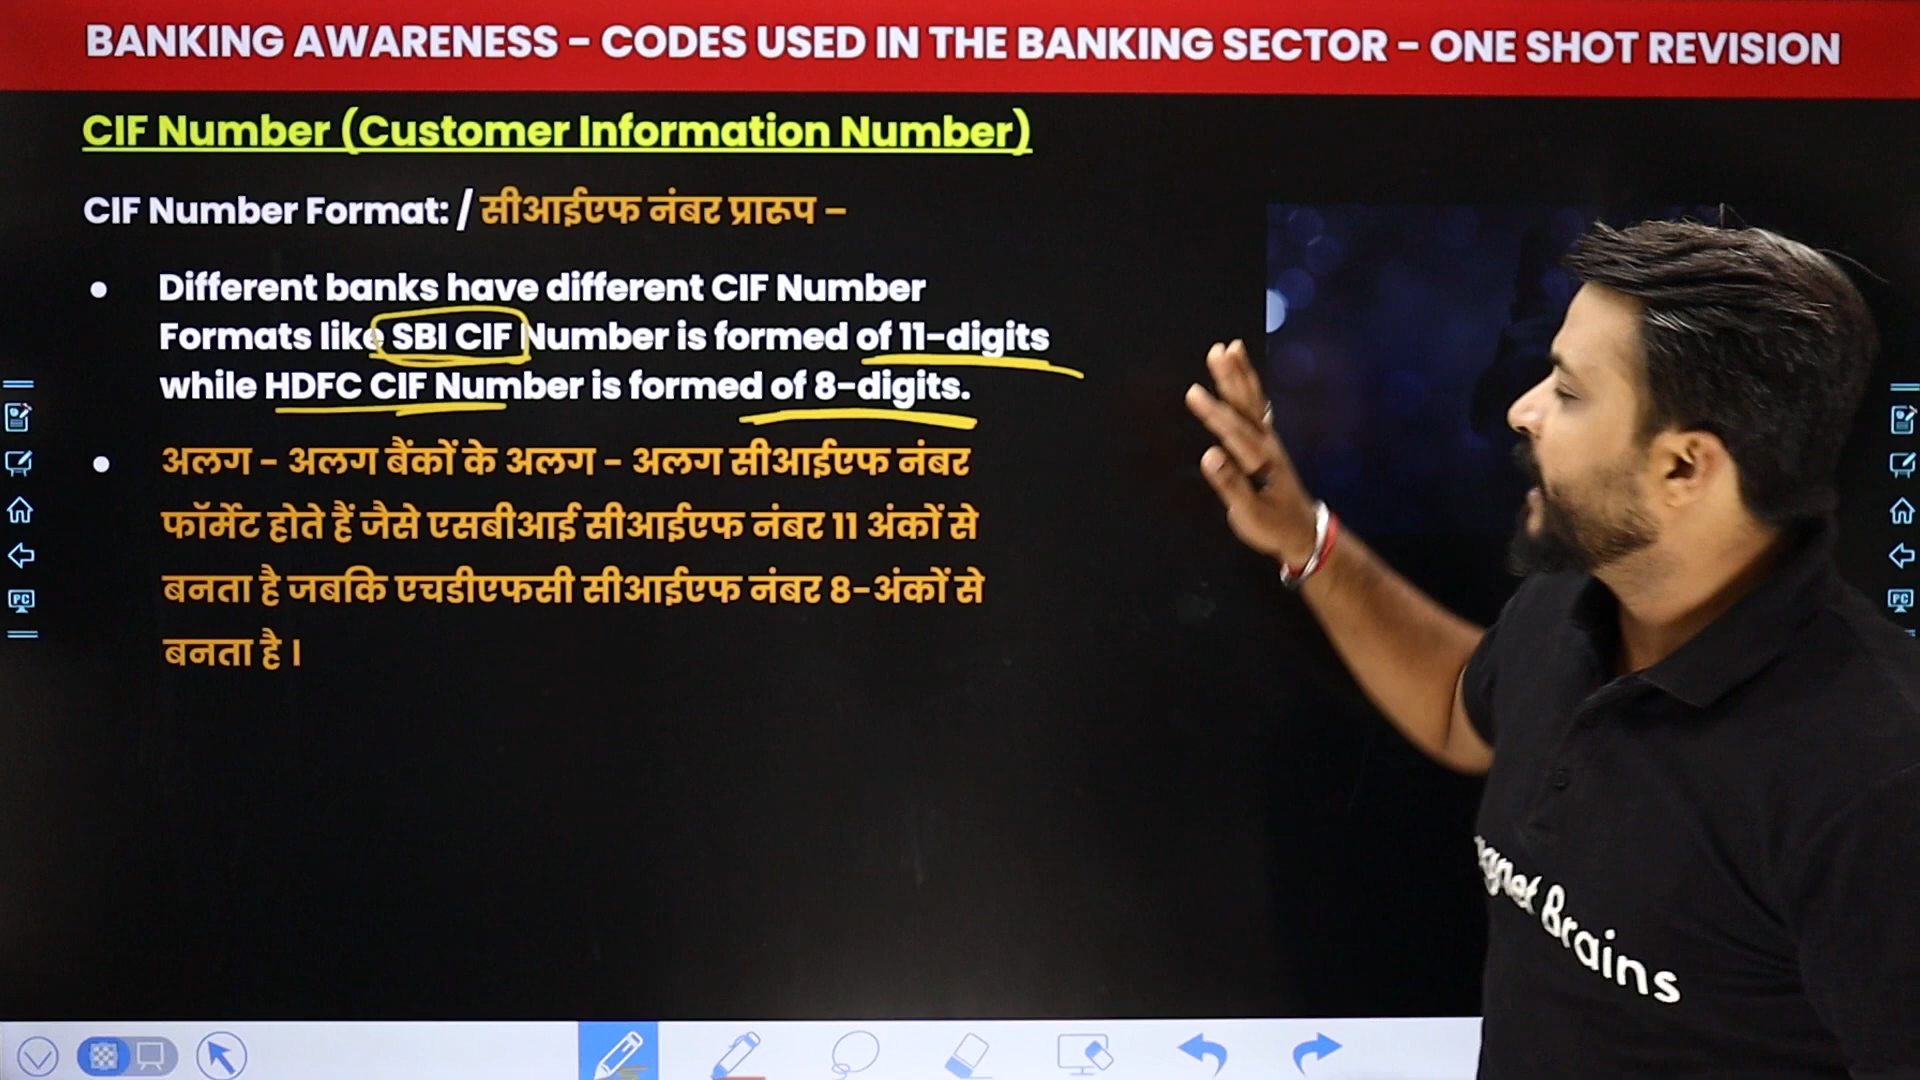 BANKING AWARENESS – CODES USED IN THE BANKING SECTOR – ONE SHOT REVISION
CIF Number (Customer Information Number)
CIF Number Format: / सीआईएफ नंबर प्रारूप –
Different banks have different CIF Number
Formats like SBI CIF Number is formed of 11-digits
while HDFC CIF Number is formed of 8-digits.
अलग - अलग बैंकों के अलग - अलग सीआईएफ नंबर
फॉर्मेट होते हैं जैसे एसबीआई सीआईएफ नंबर 11 अंकों से
बनता है जबकि एचडीएफसी सीआईएफ नंबर 8-अंकों से
बनता है ।
PC
PC
Brains